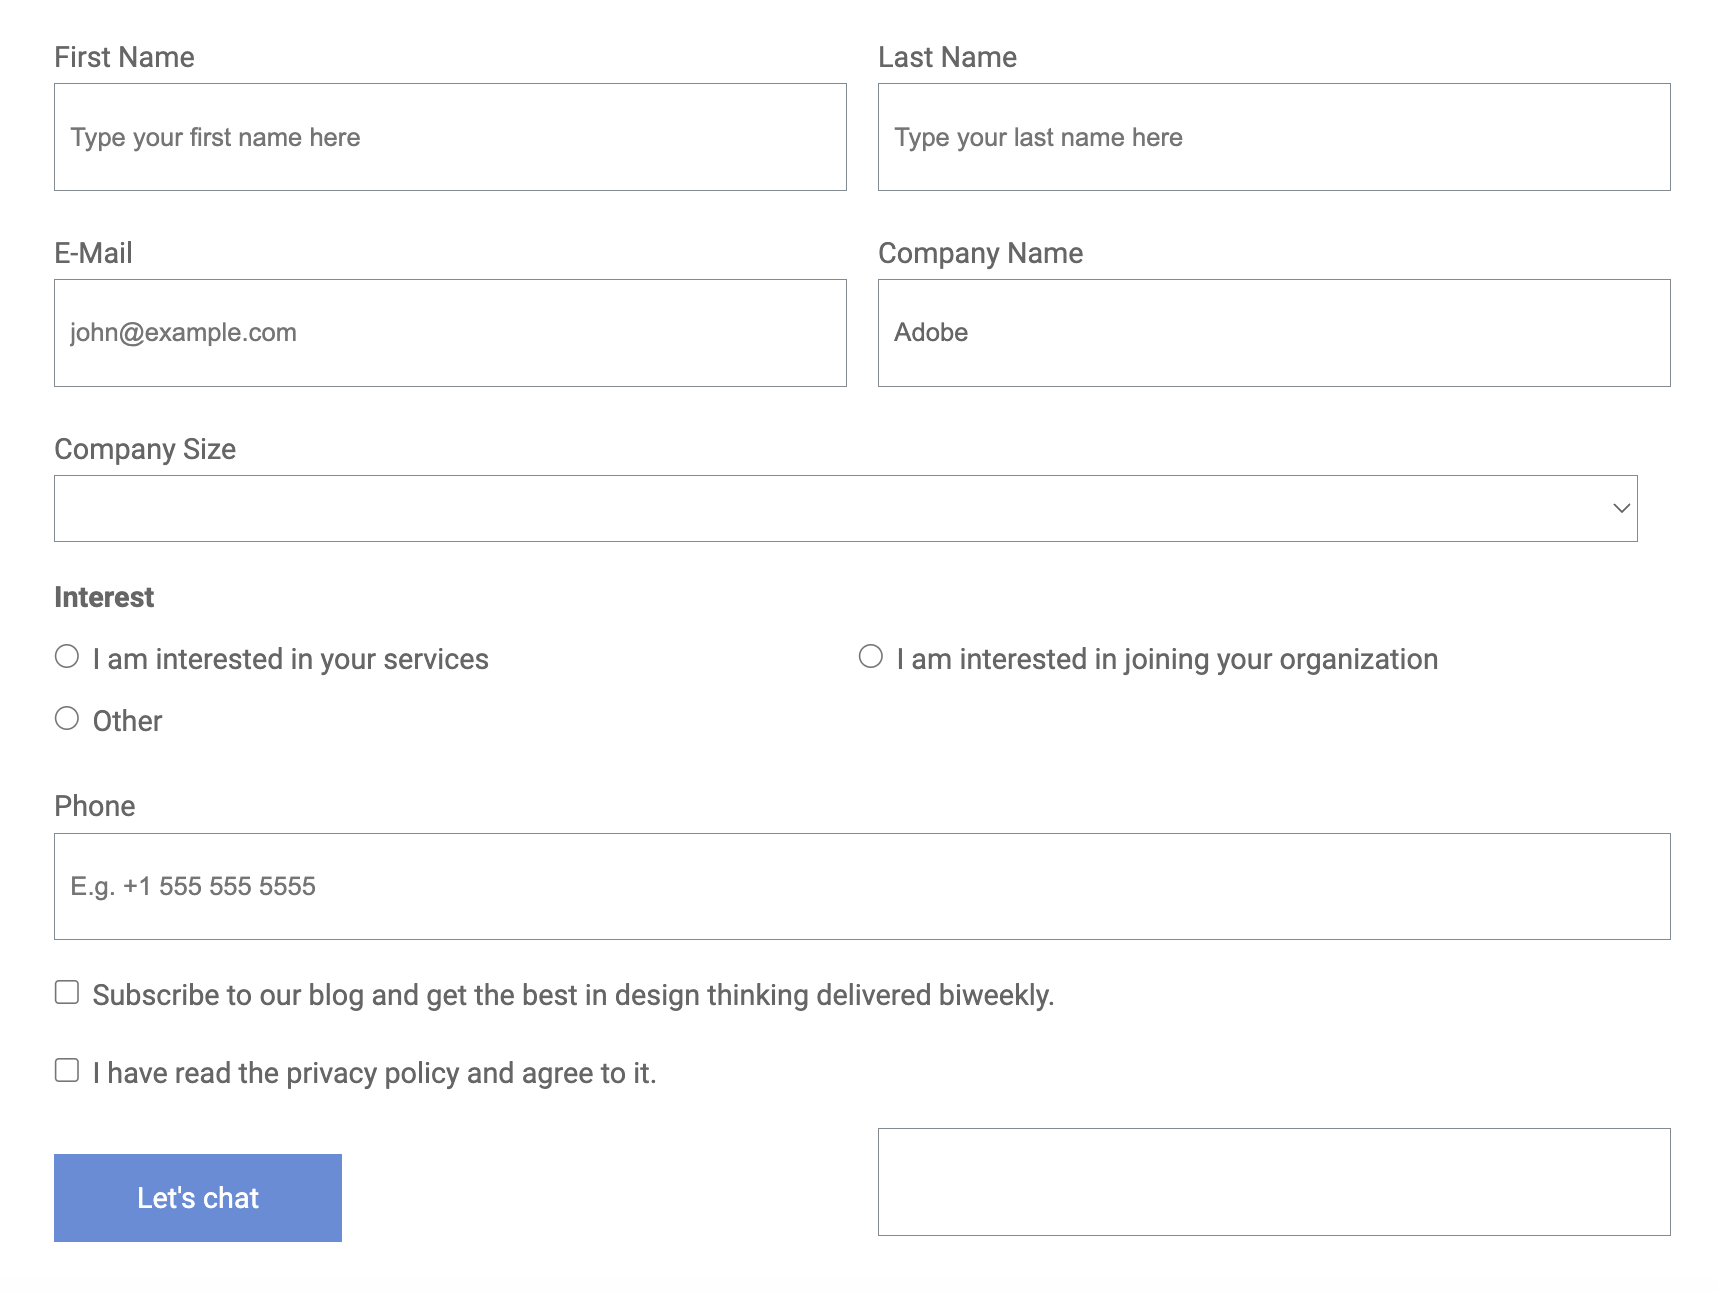 First Name
Last Name
Type your first name here
Type your last name here
E-Mail
Company Name
john@example.com
Adobe
Company Size
Interest
I am interested in your services
I am interested in joining your organization
Other
Phone
E.g. +1 555 555 5555
Subscribe to our blog and get the best in design thinking delivered biweekly.
I have read the privacy policy and agree to it.
Let's chat